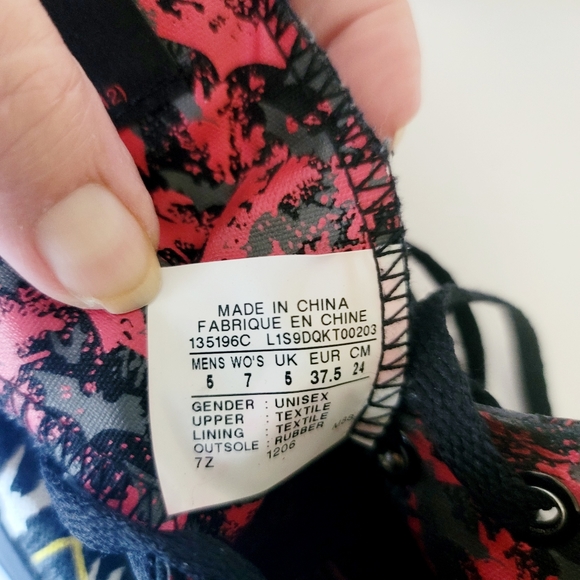 MADE IN CHINA
FABRIQUE EN CHINE
135196C L1S9DQKT00203
MENS WO'S UK EUR CM
5 7 5 37.5 24
GENDER : UNISEX
UPPER : TEXTILE
LINING : TEXTILE
OUTSOLE : RUBBER
7Z 1206